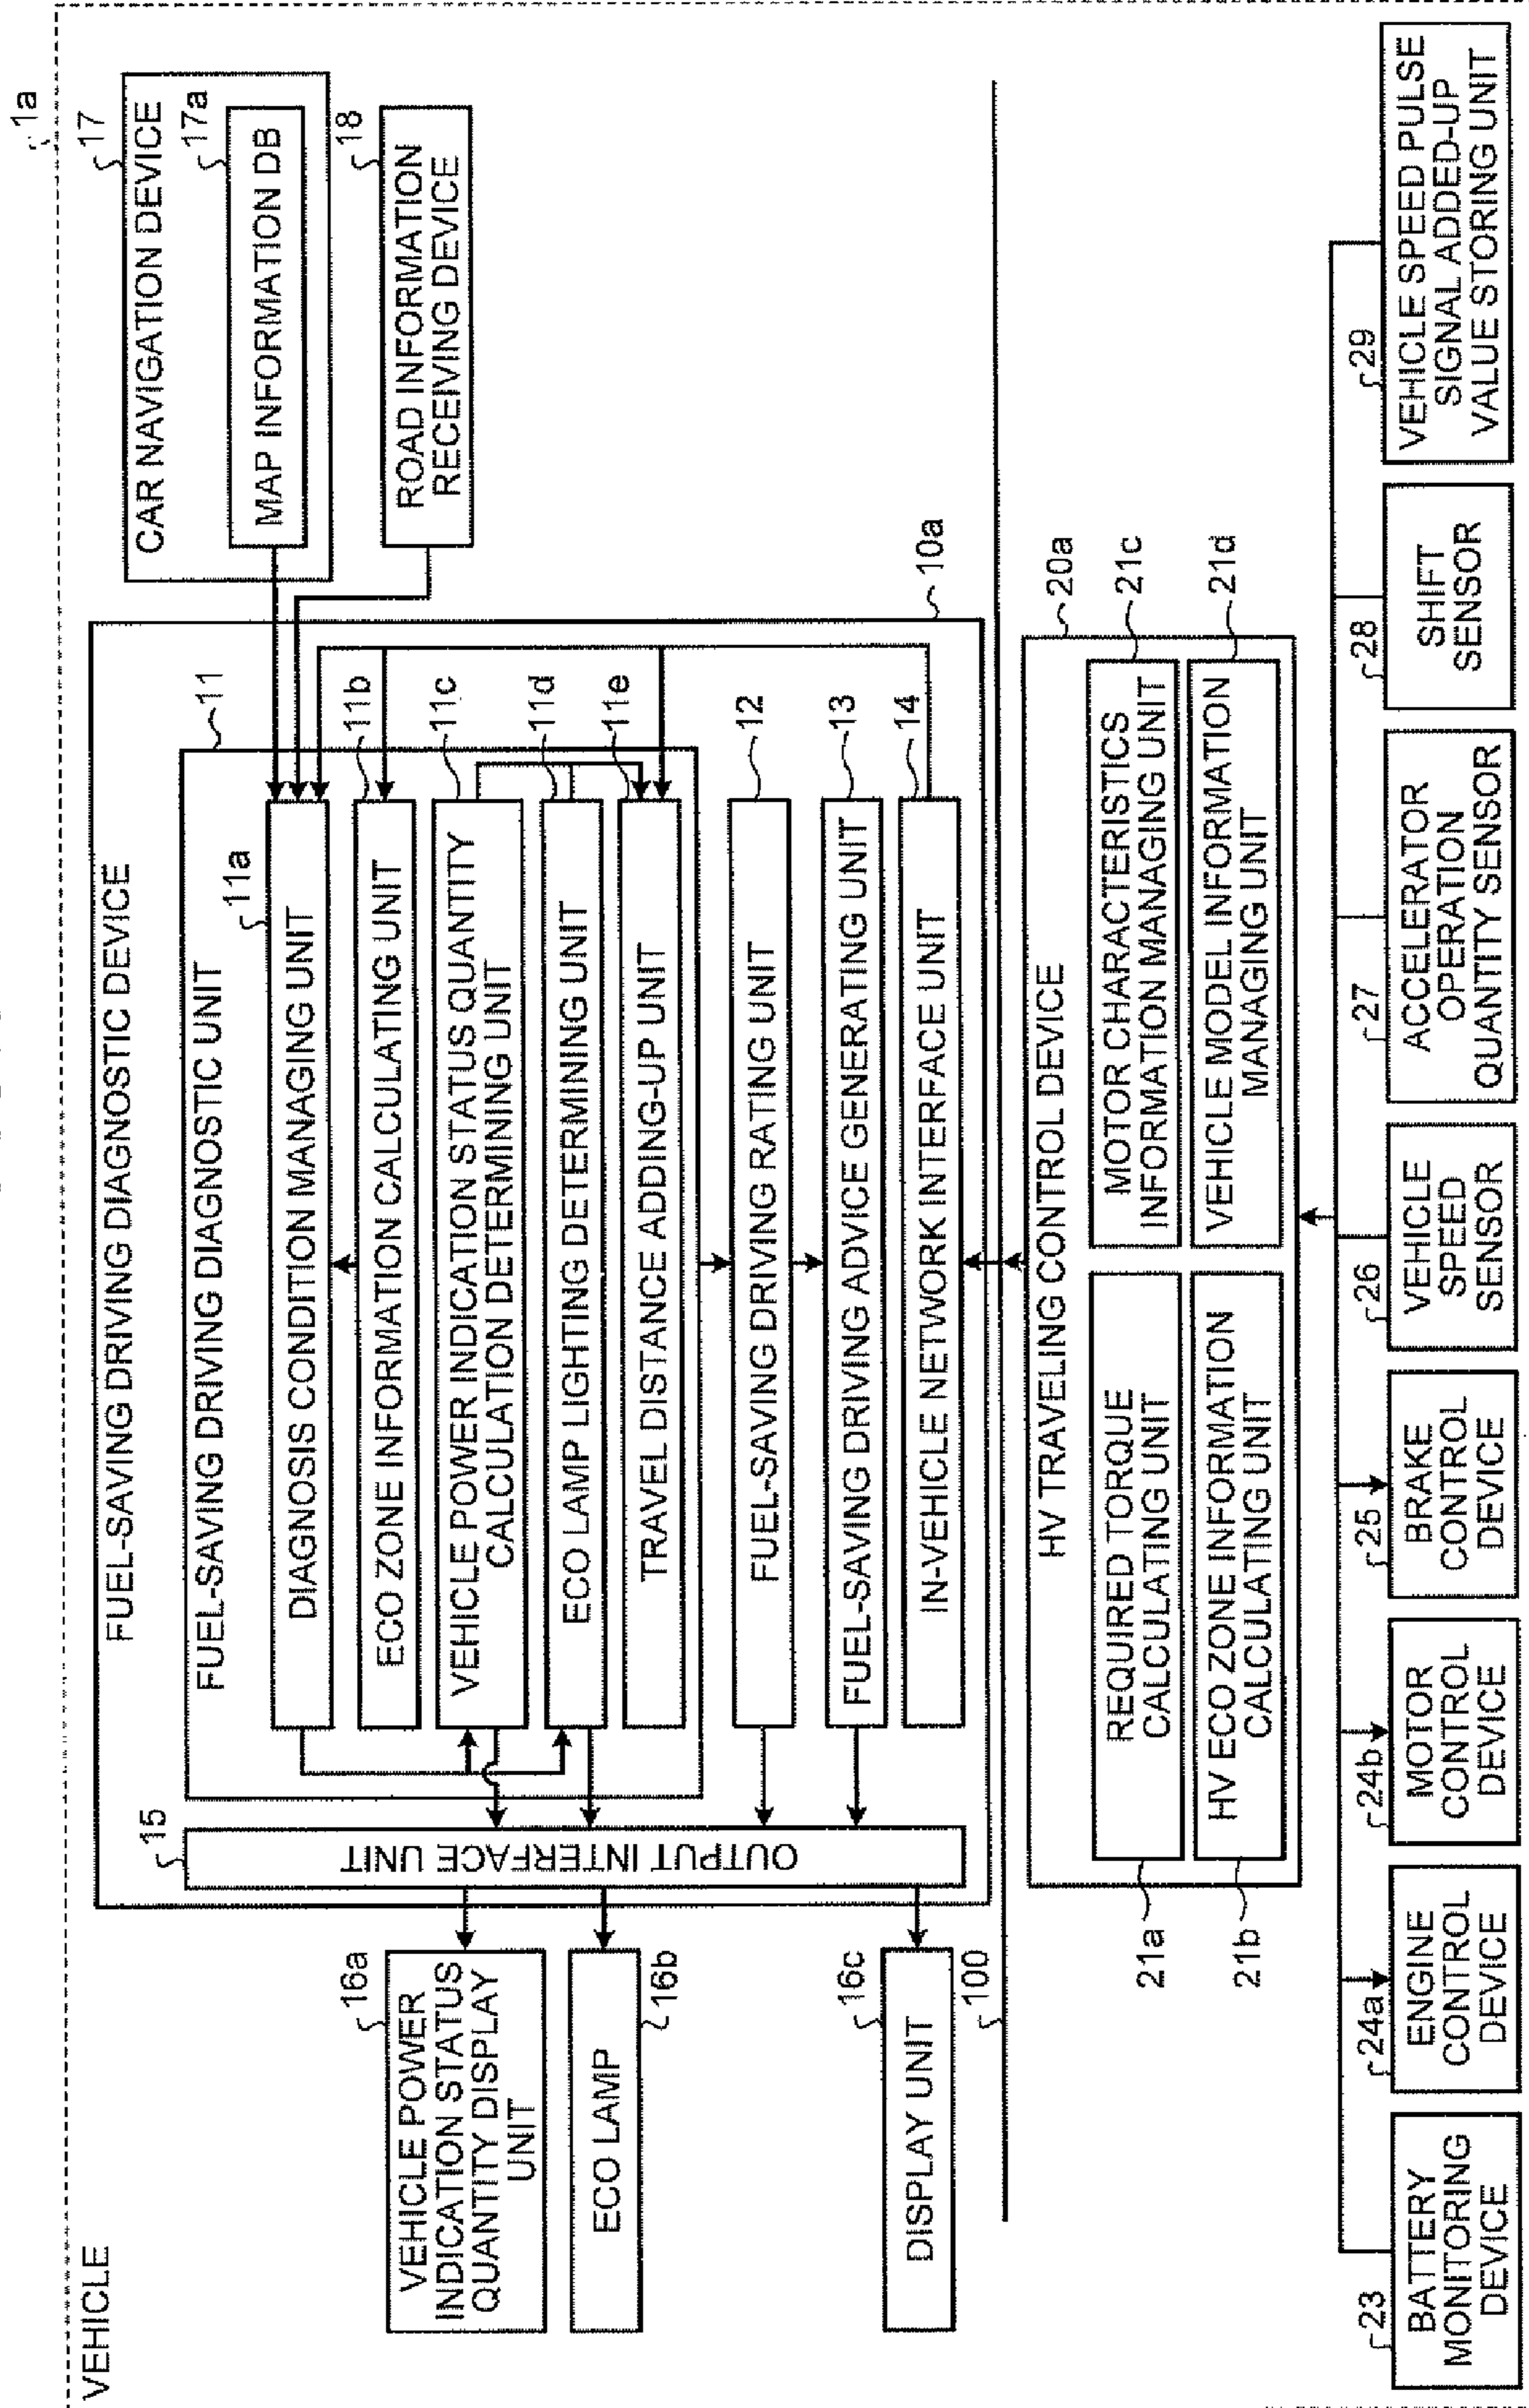 VEHICLE
1a
FUEL-SAVING DRIVING DIAGNOSTIC DEVICE
10a
FUEL-SAVING DRIVING DIAGNOSTIC UNIT
11
DIAGNOSIS CONDITION MANAGING UNIT
11a
ECO ZONE INFORMATION CALCULATING UNIT
11b
VEHICLE POWER INDICATION STATUS QUANTITY
CALCULATION DETERMINING UNIT
11c
ECO LAMP LIGHTING DETERMINING UNIT
11d
TRAVEL DISTANCE ADDING-UP UNIT
11e
FUEL-SAVING DRIVING RATING UNIT
12
FUEL-SAVING DRIVING ADVICE GENERATING UNIT
13
IN-VEHICLE NETWORK INTERFACE UNIT
14
15
OUTPUT INTERFACE UNIT
16a
VEHICLE POWER
INDICATION STATUS
QUANTITY DISPLAY
UNIT
ECO LAMP
16b
16c
DISPLAY UNIT
100
17
CAR NAVIGATION DEVICE
17a
MAP INFORMATION DB
18
ROAD INFORMATION
RECEIVING DEVICE
HV TRAVELING CONTROL DEVICE
20a
REQUIRED TORQUE
CALCULATING UNIT
21a
HV ECO ZONE INFORMATION
CALCULATING UNIT
21b
MOTOR CHARACTERISTICS
INFORMATION MANAGING UNIT
21c
VEHICLE MODEL INFORMATION
MANAGING UNIT
21d
23
BATTERY
MONITORING
DEVICE
24a
ENGINE
CONTROL
DEVICE
24b
MOTOR
CONTROL
DEVICE
25
BRAKE
CONTROL
DEVICE
26
VEHICLE
SPEED
SENSOR
27
ACCELERATOR
OPERATION
QUANTITY SENSOR
28
SHIFT
SENSOR
29
VEHICLE SPEED PULSE
SIGNAL ADDED-UP
VALUE STORING UNIT